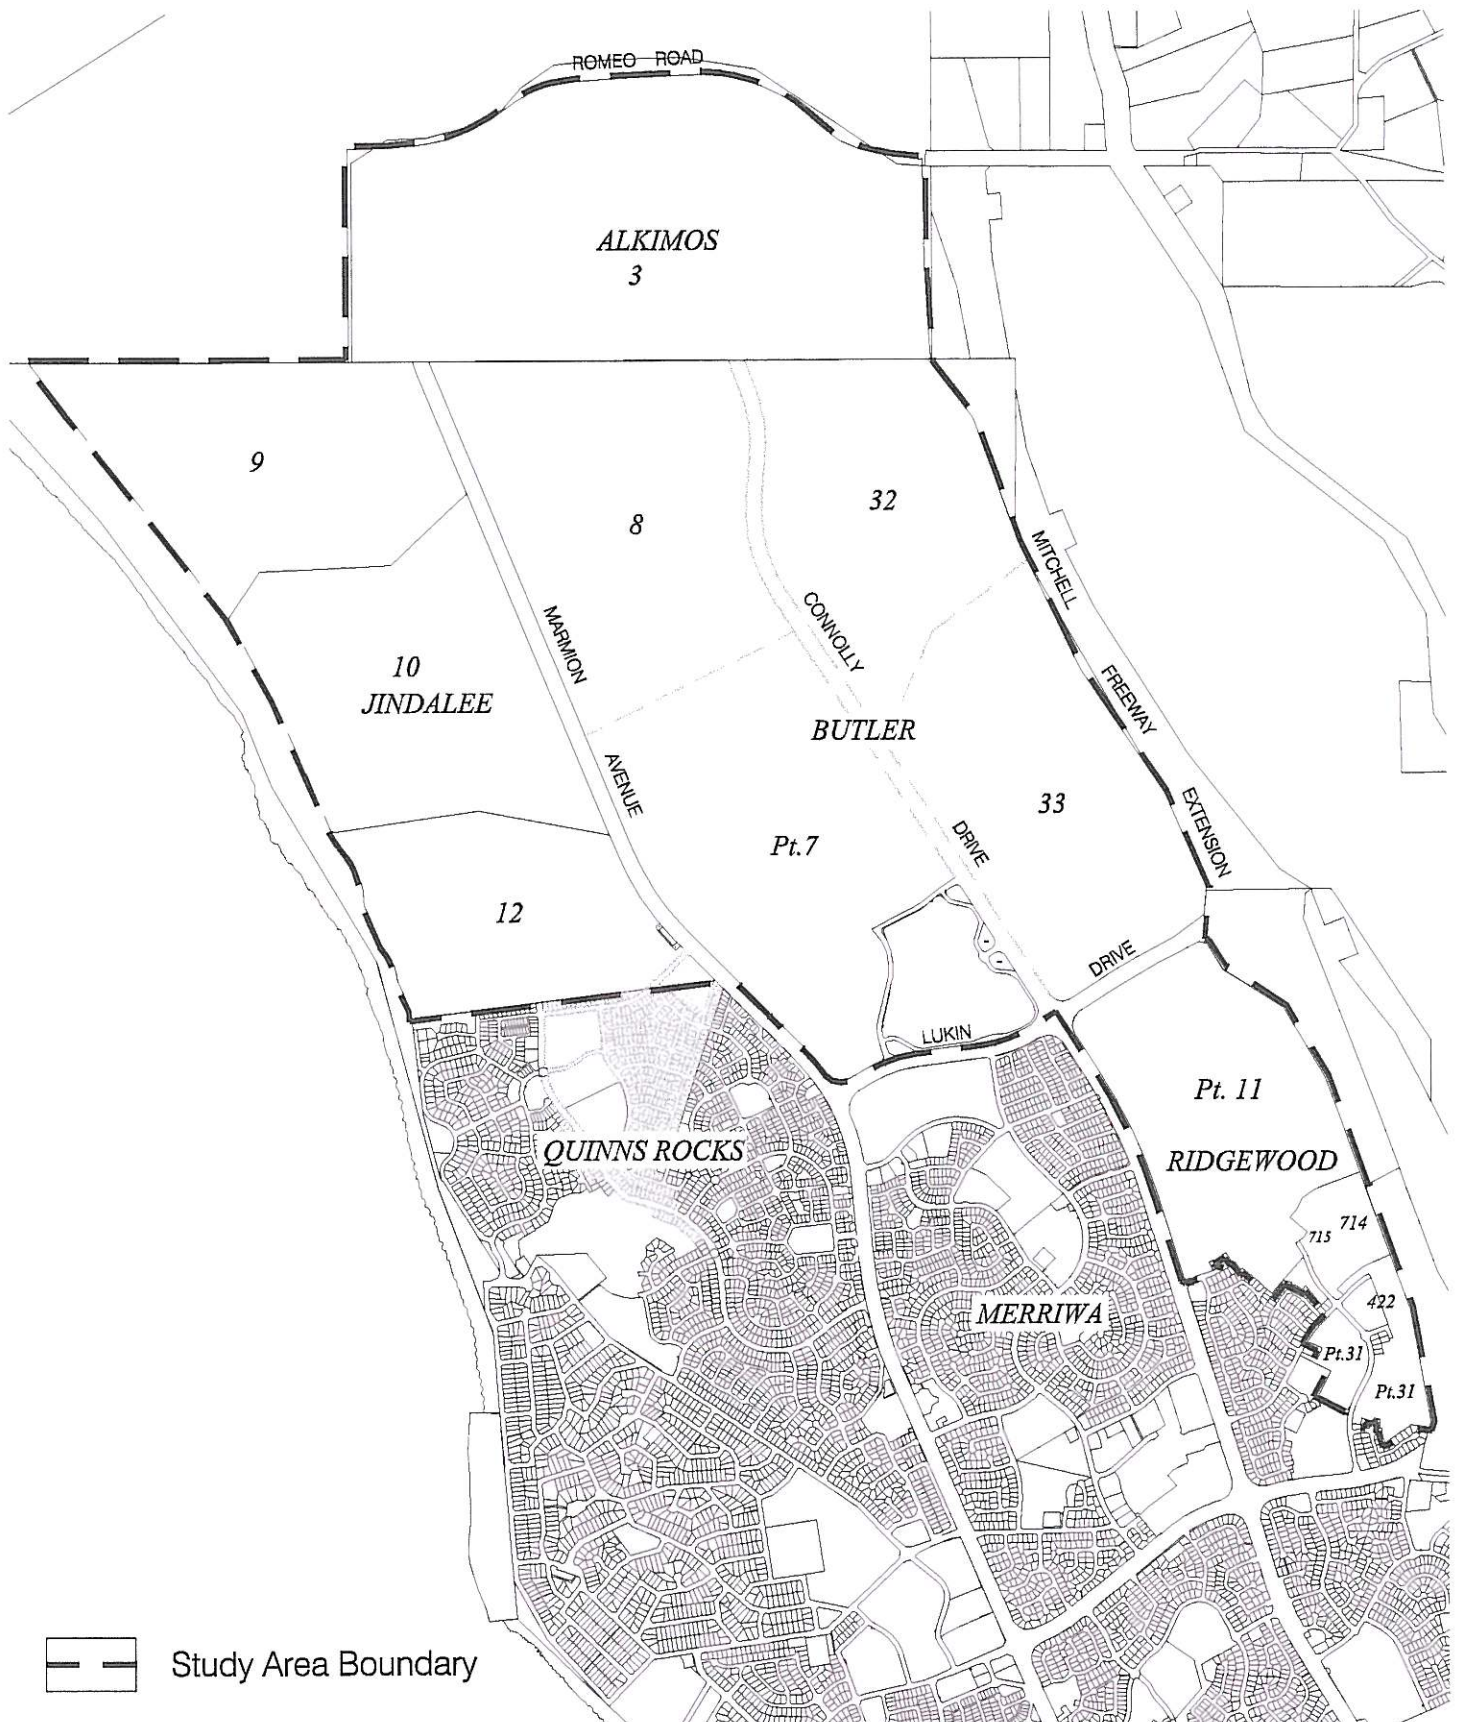 ROMEO ROAD
ALKIMOS
3
9
8
32
MITCHELL
CONNOLLY
MARMION
10
JINDALEE
FREEWAY
BUTLER
AVENUE
33
EXTENSION
Pt.7
DRIVE
12
DRIVE
LUKIN
Pt. 11
QUINNS ROCKS
RIDGEWOOD
714
715
422
MERRIWA
Pt.31
Pt.31
Study Area Boundary